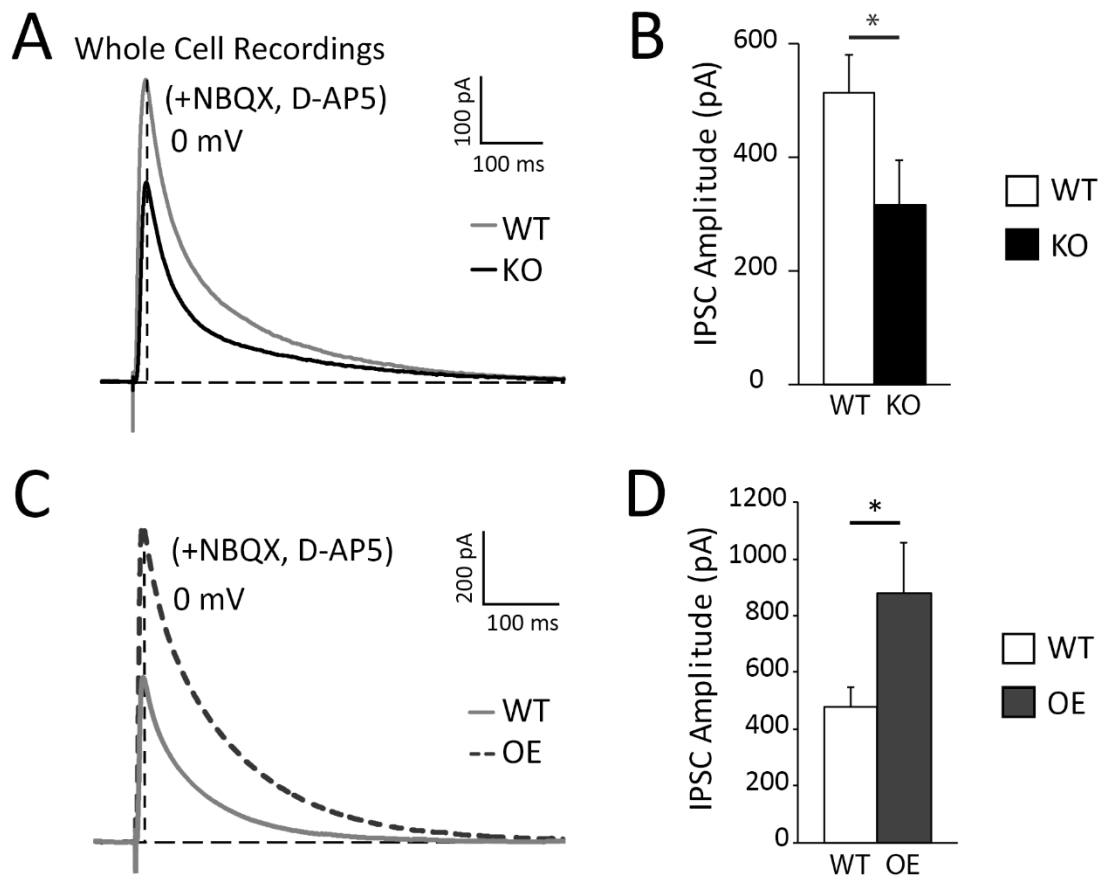 A
Whole Cell Recordings
(+NBQX, D-AP5)
0 mV
100 pA
100 ms
WT
KO
B
*
600
400
200
0
IPSC Amplitude (pA)
WT KO
WT
KO
C
(+NBQX, D-AP5)
0 mV
200 pA
100 ms
WT
OE
D
*
1200
1000
800
600
400
200
0
IPSC Amplitude (pA)
WT OE
WT
OE